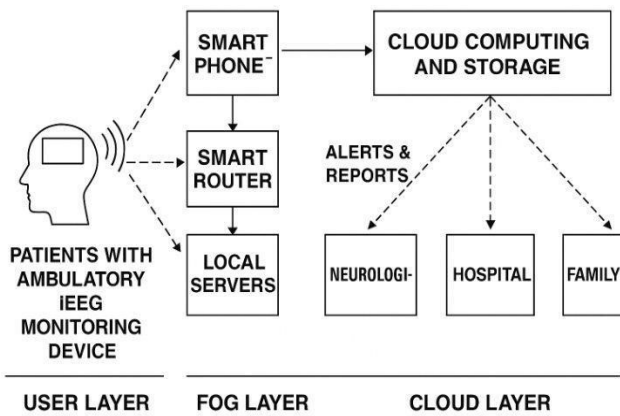 SMART
PHONE⁻
CLOUD COMPUTING
AND STORAGE
SMART
ROUTER
ALERTS &
REPORTS
PATIENTS WITH
AMBULATORY
iEEG
MONITORING
DEVICE
LOCAL
SERVERS
NEUROLOGI-
HOSPITAL
FAMILY
USER LAYER
FOG LAYER
CLOUD LAYER